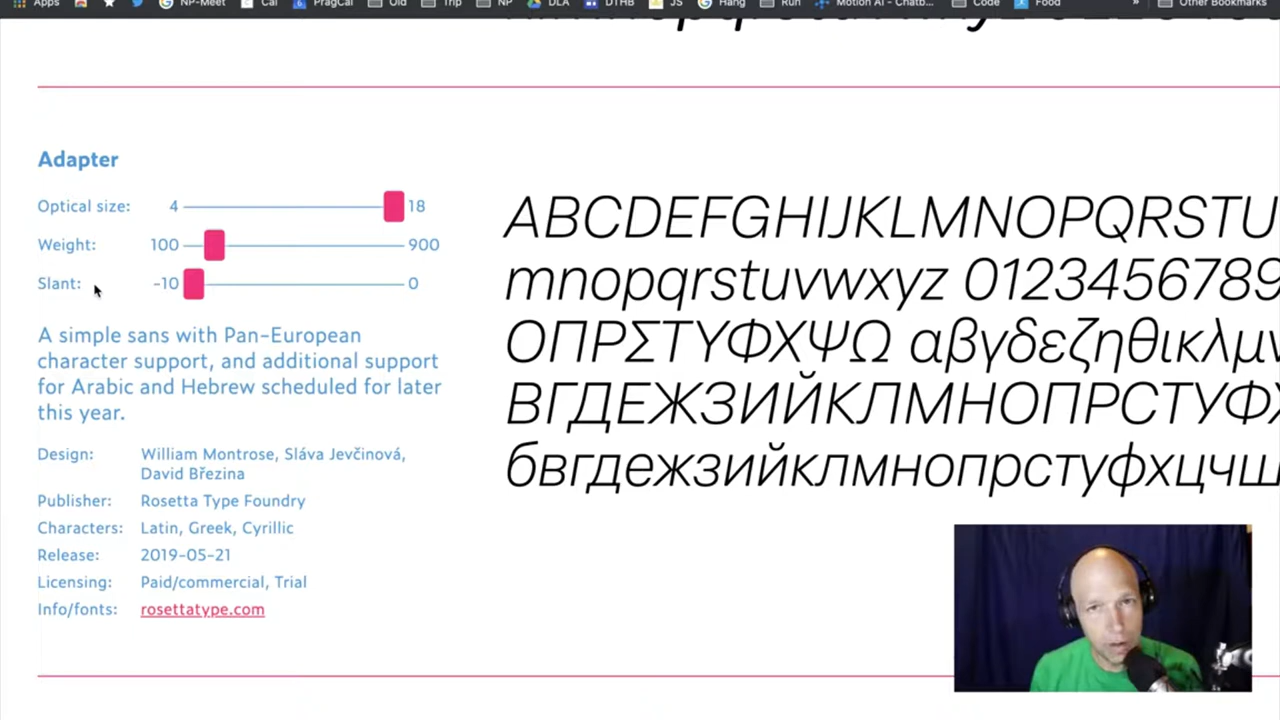 Apps NP-Meet Cal PragCal Old Trip NP DLA DTHB JS Hang Run Motion AI - Chatb... Code Food » Other Bookmarks
Adapter
Optical size: 4 18
Weight: 100 900
Slant: -10 0
A simple sans with Pan-European
character support, and additional support
for Arabic and Hebrew scheduled for later
this year.
Design: William Montrose, Sláva Jevčinová,
David Březina
Publisher: Rosetta Type Foundry
Characters: Latin, Greek, Cyrillic
Release: 2019-05-21
Licensing: Paid/commercial, Trial
Info/fonts: rosettatype.com
ABCDEFGHIJKLMNOPQRSTU
mnopqrstuvwxyz 0123456789
ΟΠΡΣΤΥΦΧΨΩ αβγδεζηθικλμν
ВГДЕЖЗИЙКЛМНОПРСТУФХ
бвгдежзийклмнопрстуфхцчш